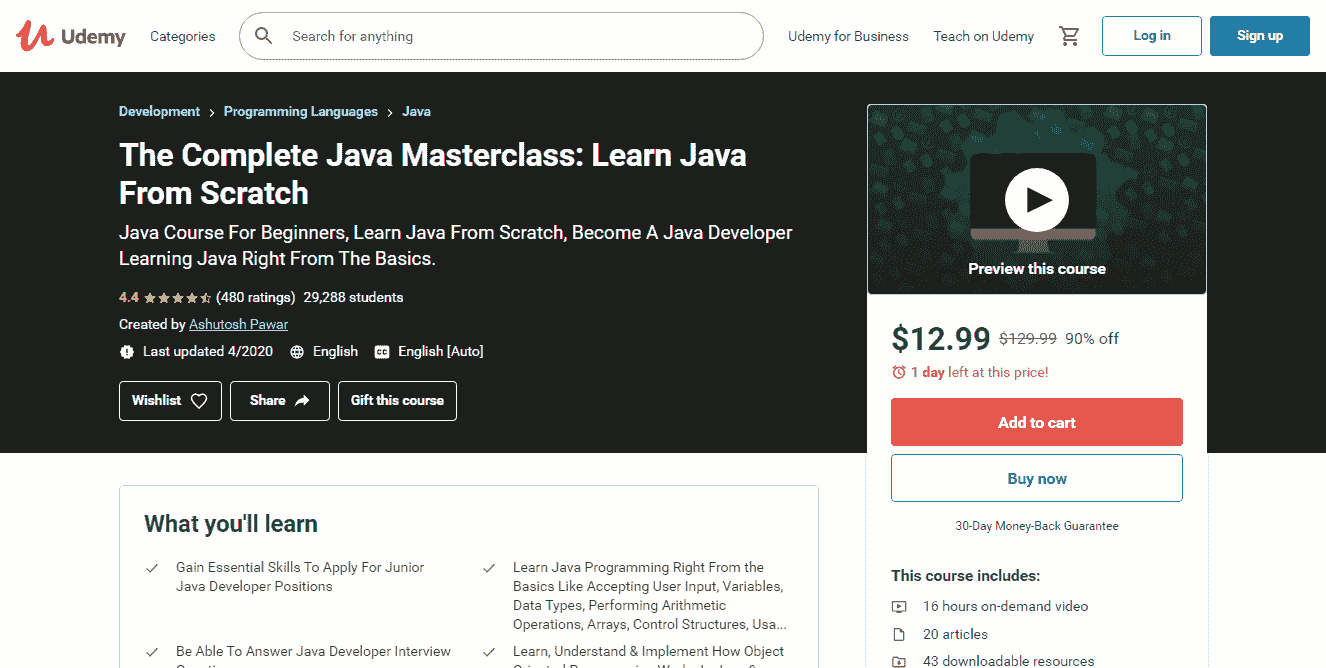 Udemy
Categories
Search for anything
Udemy for Business
Teach on Udemy
Log in
Sign up
Development > Programming Languages > Java
The Complete Java Masterclass: Learn Java
From Scratch
Java Course For Beginners, Learn Java From Scratch, Become A Java Developer
Learning Java Right From The Basics.
4.4 (480 ratings) 29,288 students
Created by Ashutosh Pawar
Last updated 4/2020 English English [Auto]
Wishlist
Share
Gift this course
Preview this course
$12.99 $129.99 90% off
1 day left at this price!
Add to cart
Buy now
30-Day Money-Back Guarantee
This course includes:
16 hours on-demand video
20 articles
43 downloadable resources
What you'll learn
Gain Essential Skills To Apply For Junior
Java Developer Positions
Learn Java Programming Right From the
Basics Like Accepting User Input, Variables,
Data Types, Performing Arithmetic
Operations, Arrays, Control Structures, Usa...
Be Able To Answer Java Developer Interview
Learn, Understand & Implement How Object